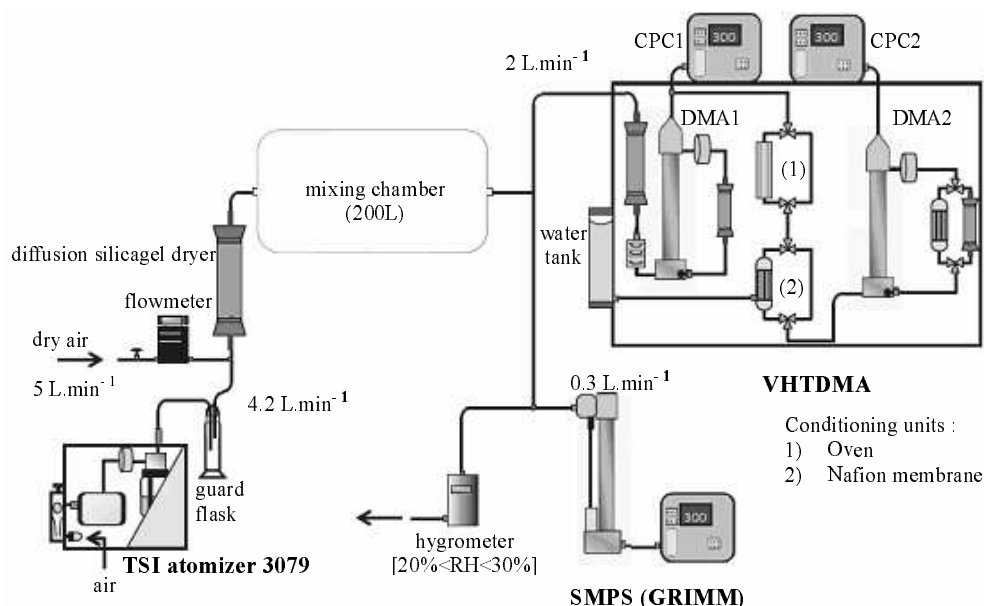 CPC1
CPC2
300
300
2 L.min-1
DMA1
DMA2
(1)
mixing chamber
(200L)
water
tank
(2)
diffusion silicagel dryer
flowmeter
dry air
5 L.min-1
4.2 L.min-1
0.3 L.min-1
VHTDMA
Conditioning units :
1) Oven
2) Nafion membrane
guard
flask
300
hygrometer
[20%<RH<30%]
TSI atomizer 3079
air
SMPS (GRIMM)